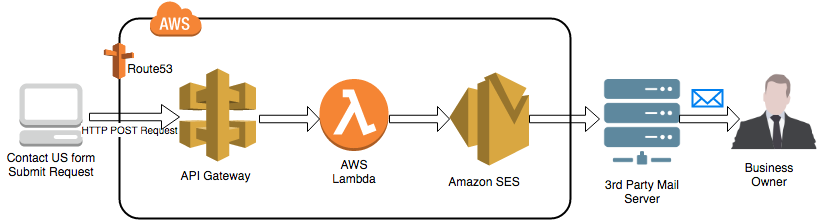 AWS
Route53
HTTP POST Request
Contact US form
Submit Request
API Gateway
AWS
Lambda
Amazon SES
3rd Party Mail
Server
Business
Owner